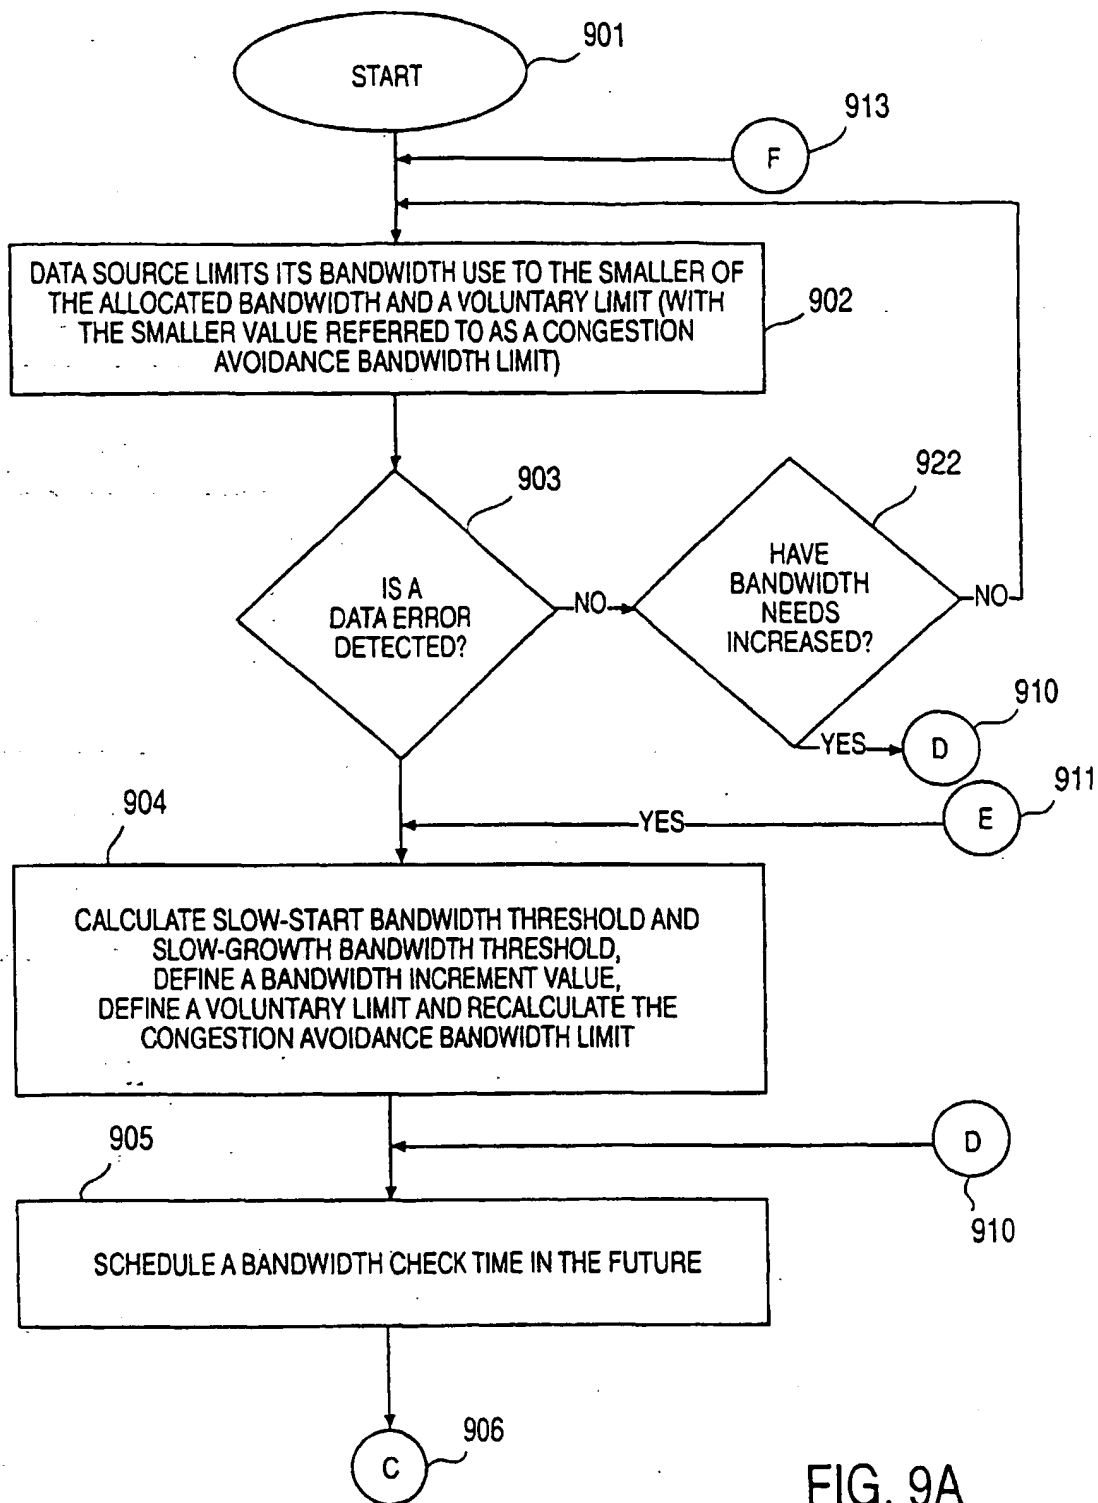 START
901
F
913
DATA SOURCE LIMITS ITS BANDWIDTH USE TO THE SMALLER OF
THE ALLOCATED BANDWIDTH AND A VOLUNTARY LIMIT (WITH
THE SMALLER VALUE REFERRED TO AS A CONGESTION
AVOIDANCE BANDWIDTH LIMIT)
902
903
IS A
DATA ERROR
DETECTED?
NO
922
HAVE
BANDWIDTH
NEEDS
INCREASED?
NO
YES
D
910
E
911
YES
904
CALCULATE SLOW-START BANDWIDTH THRESHOLD AND
SLOW-GROWTH BANDWIDTH THRESHOLD,
DEFINE A BANDWIDTH INCREMENT VALUE,
DEFINE A VOLUNTARY LIMIT AND RECALCULATE THE
CONGESTION AVOIDANCE BANDWIDTH LIMIT
D
910
905
SCHEDULE A BANDWIDTH CHECK TIME IN THE FUTURE
C
906
FIG. 9A